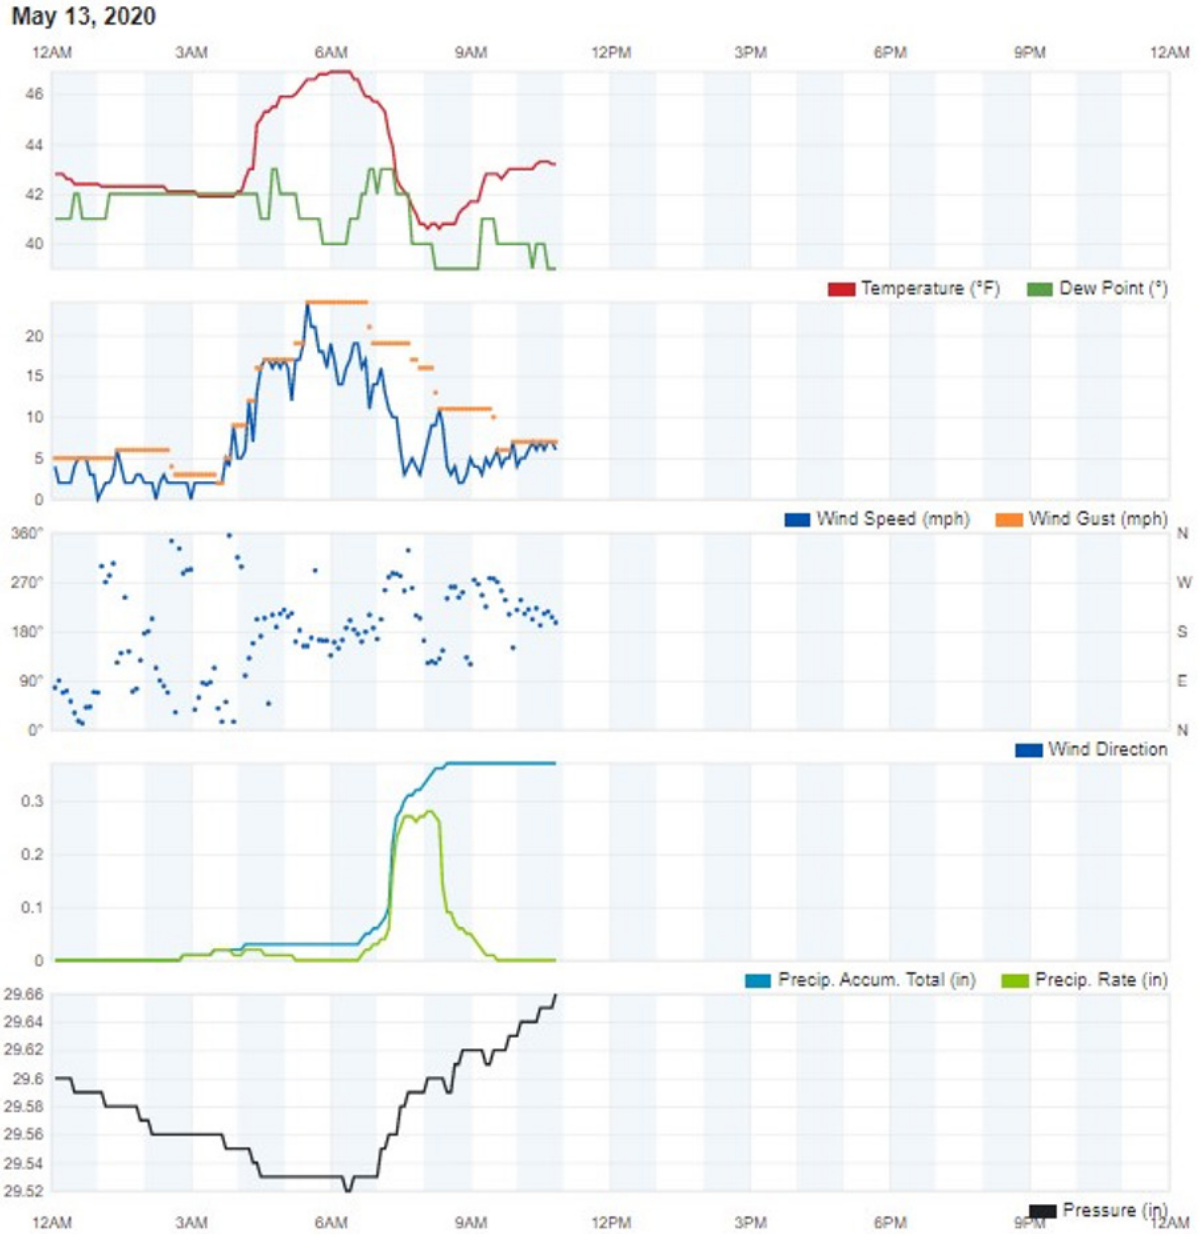 May 13, 2020
12AM 3AM 6AM 9AM 12PM 3PM 6PM 9PM 12AM
46
44
42
40
Temperature (°F) Dew Point (°)
20
15
10
5
0
Wind Speed (mph) Wind Gust (mph)
360° N
270° W
180° S
90° E
0° N
Wind Direction
0.3
0.2
0.1
0
Precip. Accum. Total (in) Precip. Rate (in)
29.66
29.64
29.62
29.6
29.58
29.56
29.54
29.52
Pressure (in)
12AM 3AM 6AM 9AM 12PM 3PM 6PM 9PM 12AM